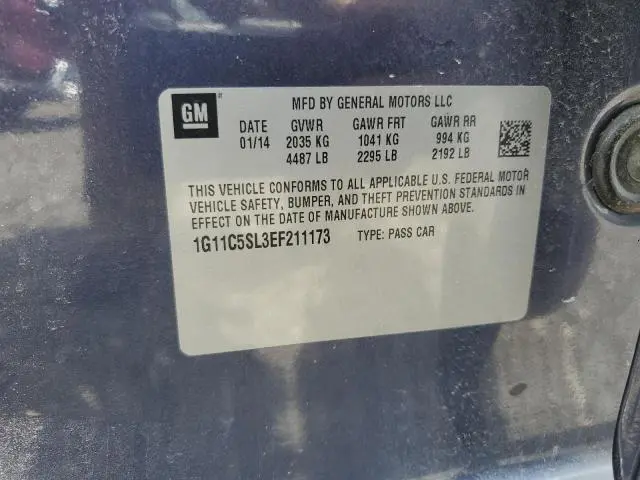 GM
MFD BY GENERAL MOTORS LLC
DATE GVWR GAWR FRT GAWR RR
01/14 2035 KG 1041 KG 994 KG
4487 LB 2295 LB 2192 LB
THIS VEHICLE CONFORMS TO ALL APPLICABLE U.S. FEDERAL MOTOR
VEHICLE SAFETY, BUMPER, AND THEFT PREVENTION STANDARDS IN
EFFECT ON THE DATE OF MANUFACTURE SHOWN ABOVE.
1G11C5SL3EF211173 TYPE: PASS CAR